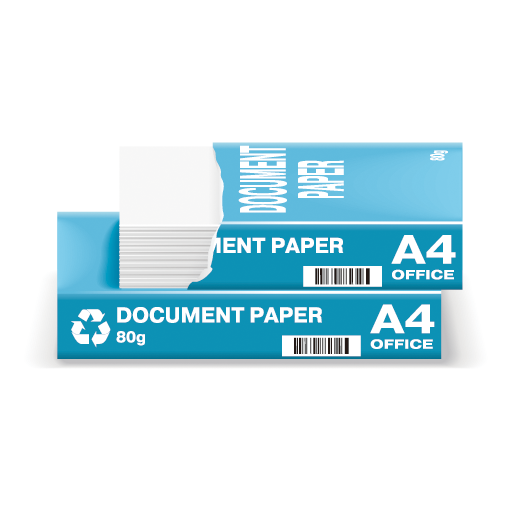 DOCUMENT
PAPER
80g
MENT PAPER
A4
OFFICE
DOCUMENT PAPER
80g
A4
OFFICE